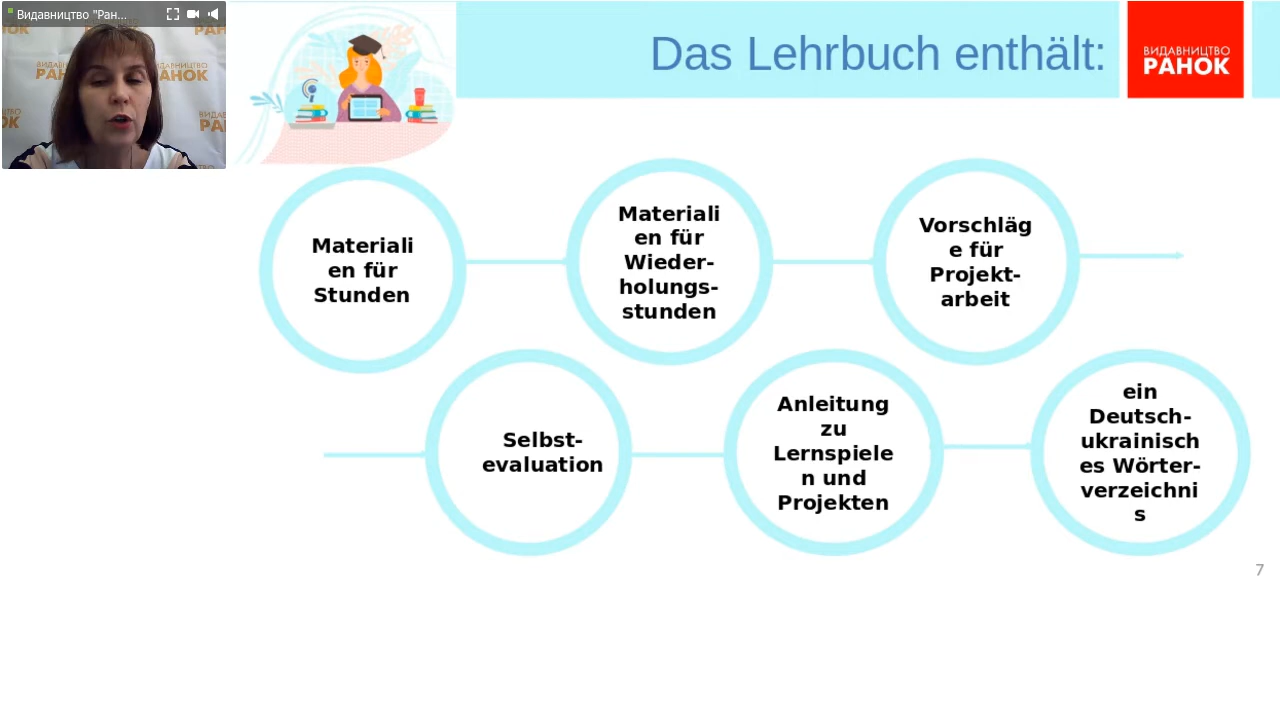 Видавництво "Ран...
Das Lehrbuch enthält:
ВИДАВНИЦТВО
РАНОК
Materiali
en für
Stunden
Materiali
en für
Wieder-
holungs-
stunden
Vorschläg
e für
Projekt-
arbeit
Selbst-
evaluation
Anleitung
zu
Lernspiele
n und
Projekten
ein
Deutsch-
ukrainisch
es Wörter-
verzeichni
s
7